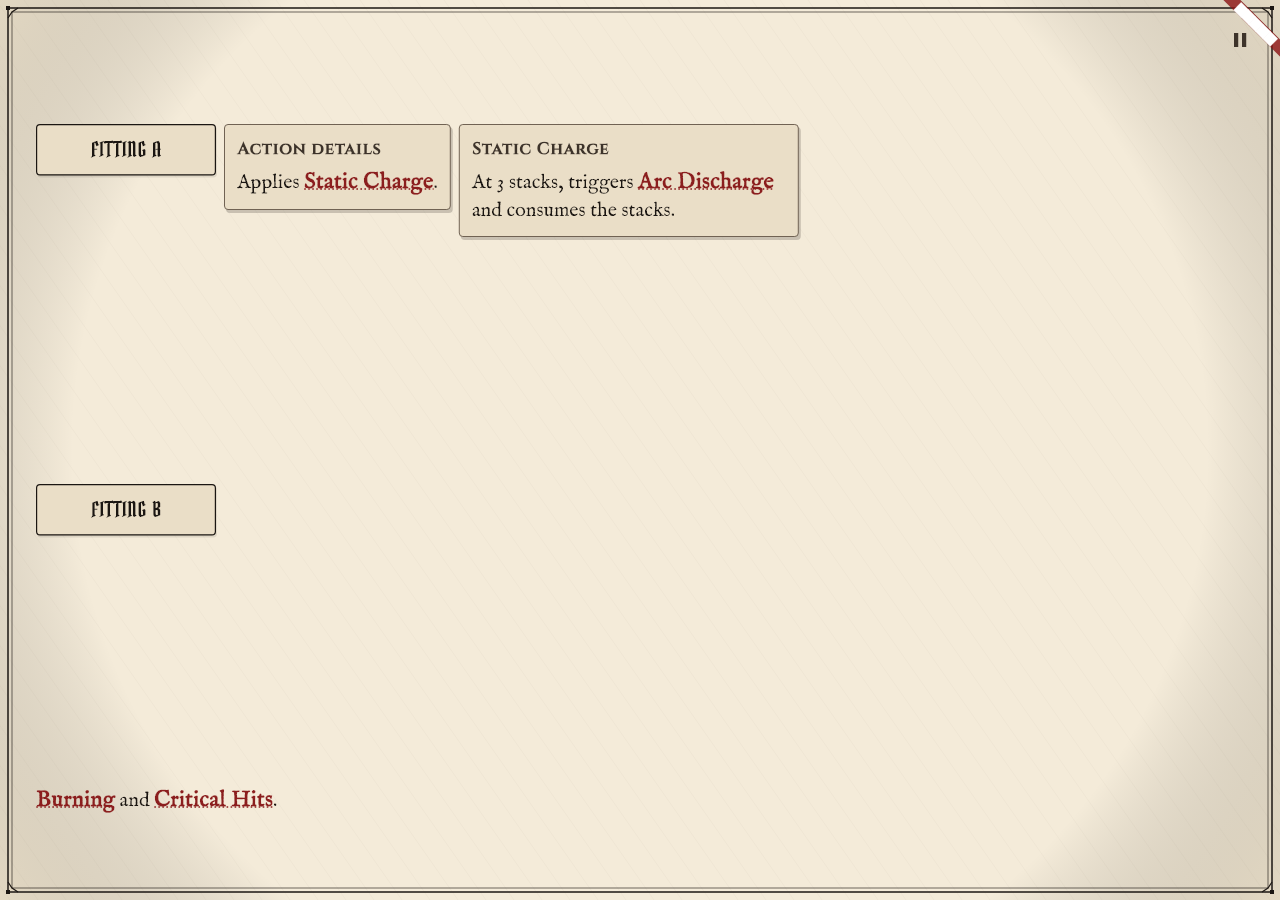 FITTING A
Action details
Applies Static Charge.
Static Charge
At 3 stacks, triggers Arc Discharge
and consumes the stacks.
FITTING B
Burning and Critical Hits.